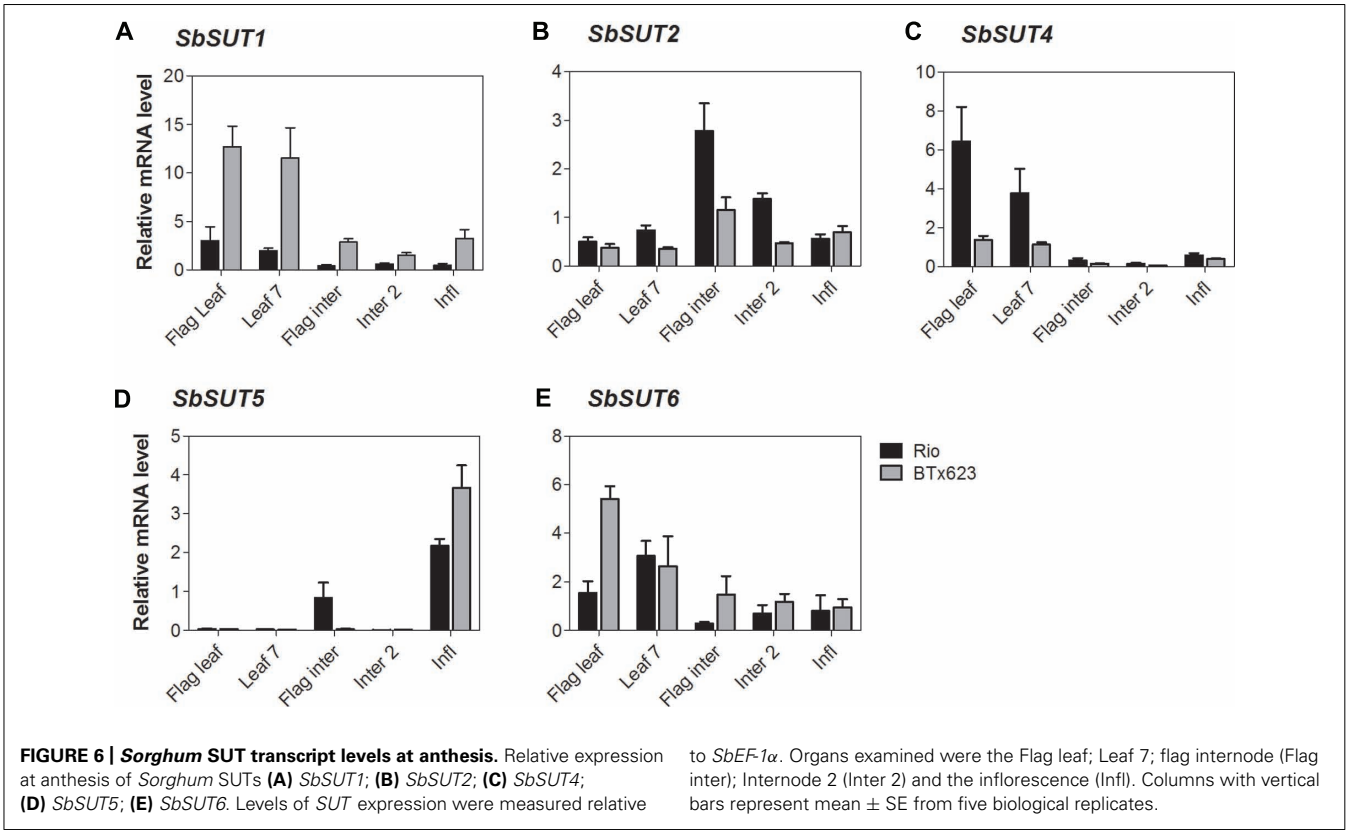 A SbSUT1
B SbSUT2
C SbSUT4
Relative mRNA level
20
15
10
5
0
Flag Leaf
Leaf 7
Flag inter
Inter 2
Infl
4
3
2
1
0
Flag leaf
Leaf 7
Flag inter
Inter 2
Infl
10
8
6
4
2
0
Flag leaf
Leaf 7
Flag inter
Inter 2
Infl
D SbSUT5
E SbSUT6
Relative mRNA level
5
4
3
2
1
0
Flag leaf
Leaf 7
Flag inter
Inter 2
Infl
8
6
4
2
0
Flag leaf
Leaf 7
Flag inter
Inter 2
Infl
Rio
BTx623
FIGURE 6 | Sorghum SUT transcript levels at anthesis. Relative expression
at anthesis of Sorghum SUTs (A) SbSUT1; (B) SbSUT2; (C) SbSUT4;
(D) SbSUT5; (E) SbSUT6. Levels of SUT expression were measured relative
to SbEF-1α. Organs examined were the Flag leaf; Leaf 7; flag internode (Flag
inter); Internode 2 (Inter 2) and the inflorescence (Infl). Columns with vertical
bars represent mean ± SE from five biological replicates.